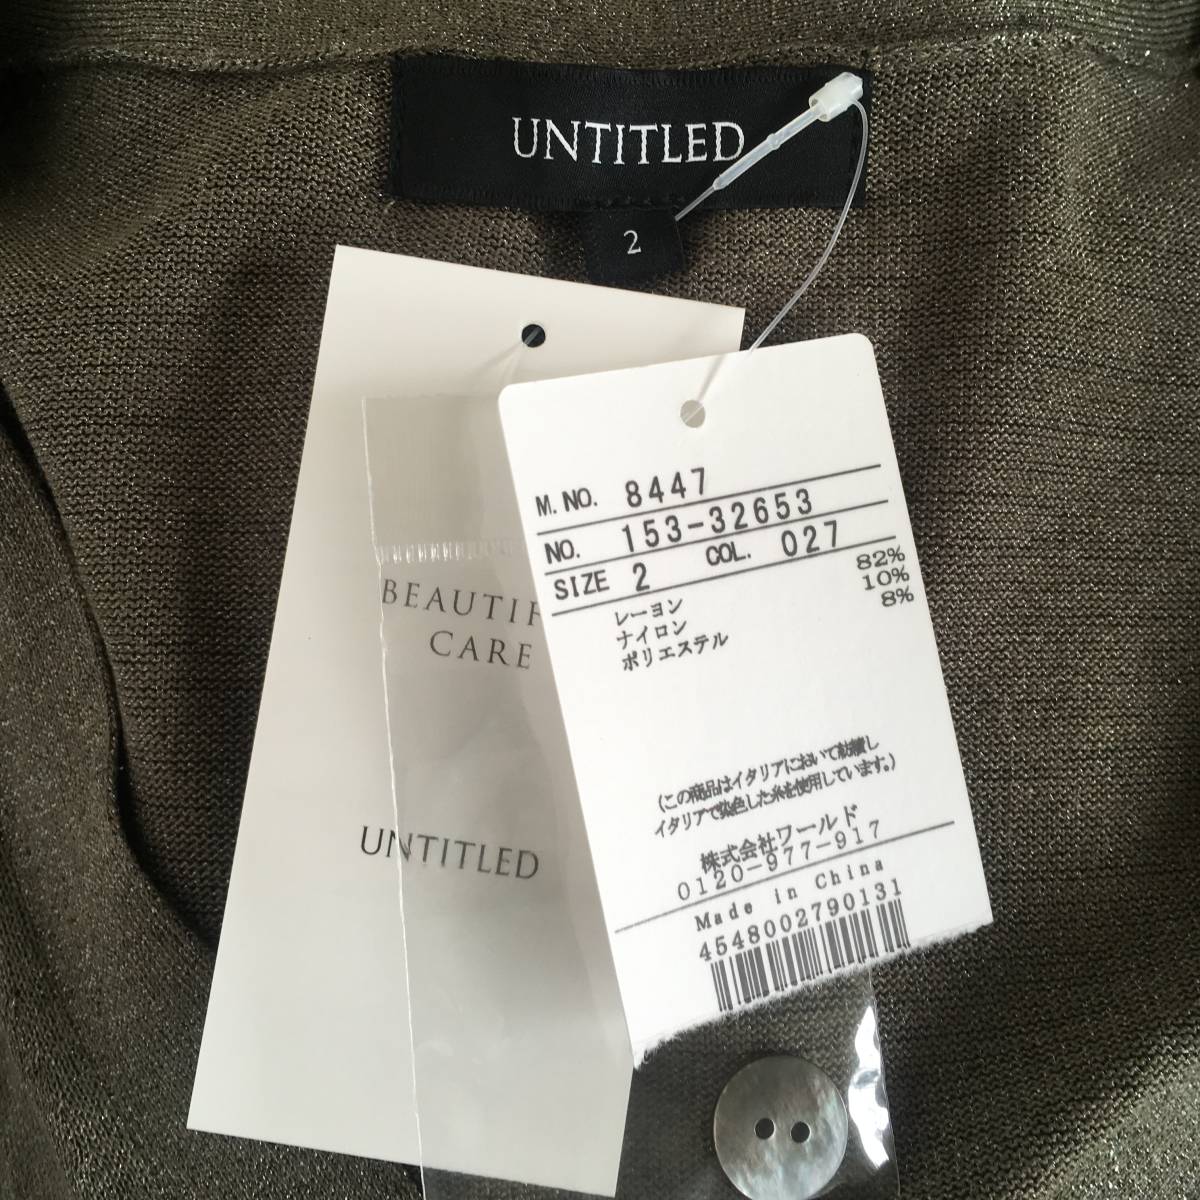 UNTITLED
2
BEAUTIF
CARE
UNTITLED
M. NO. 8447
NO. 153-32653
SIZE 2 COL. 027
レーヨン 82%
ナイロン 10%
ポリエステル 8%
(この商品はイタリアにおいて紡績し
イタリアで染色した糸を使用しています。)
株式会社ワールド
0120-977-917
Made in China
4548002790131